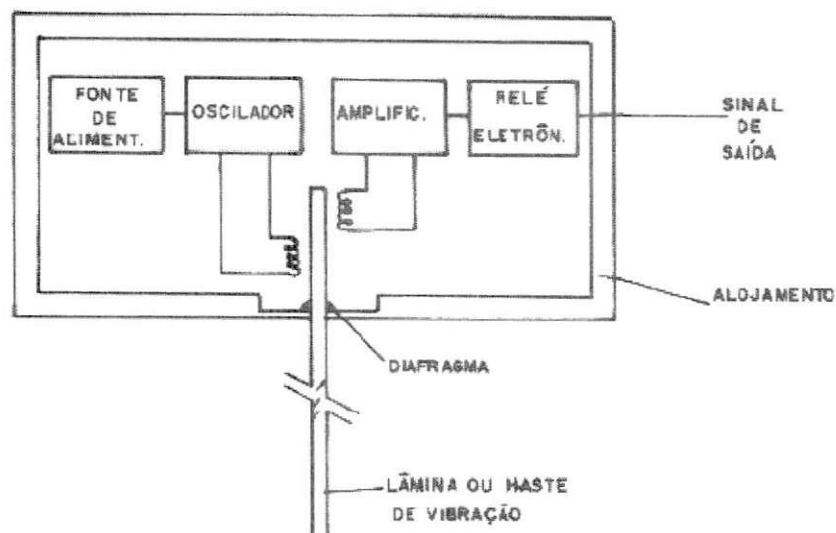 FONTE
DE
ALIMENT.
OSCILADOR
AMPLIFIC.
RELÉ
ELETRÔN.
SINAL
DE
SAÍDA
ALOJAMENTO
DIAFRAGMA
LÂMINA OU HASTE
DE VIBRAÇÃO